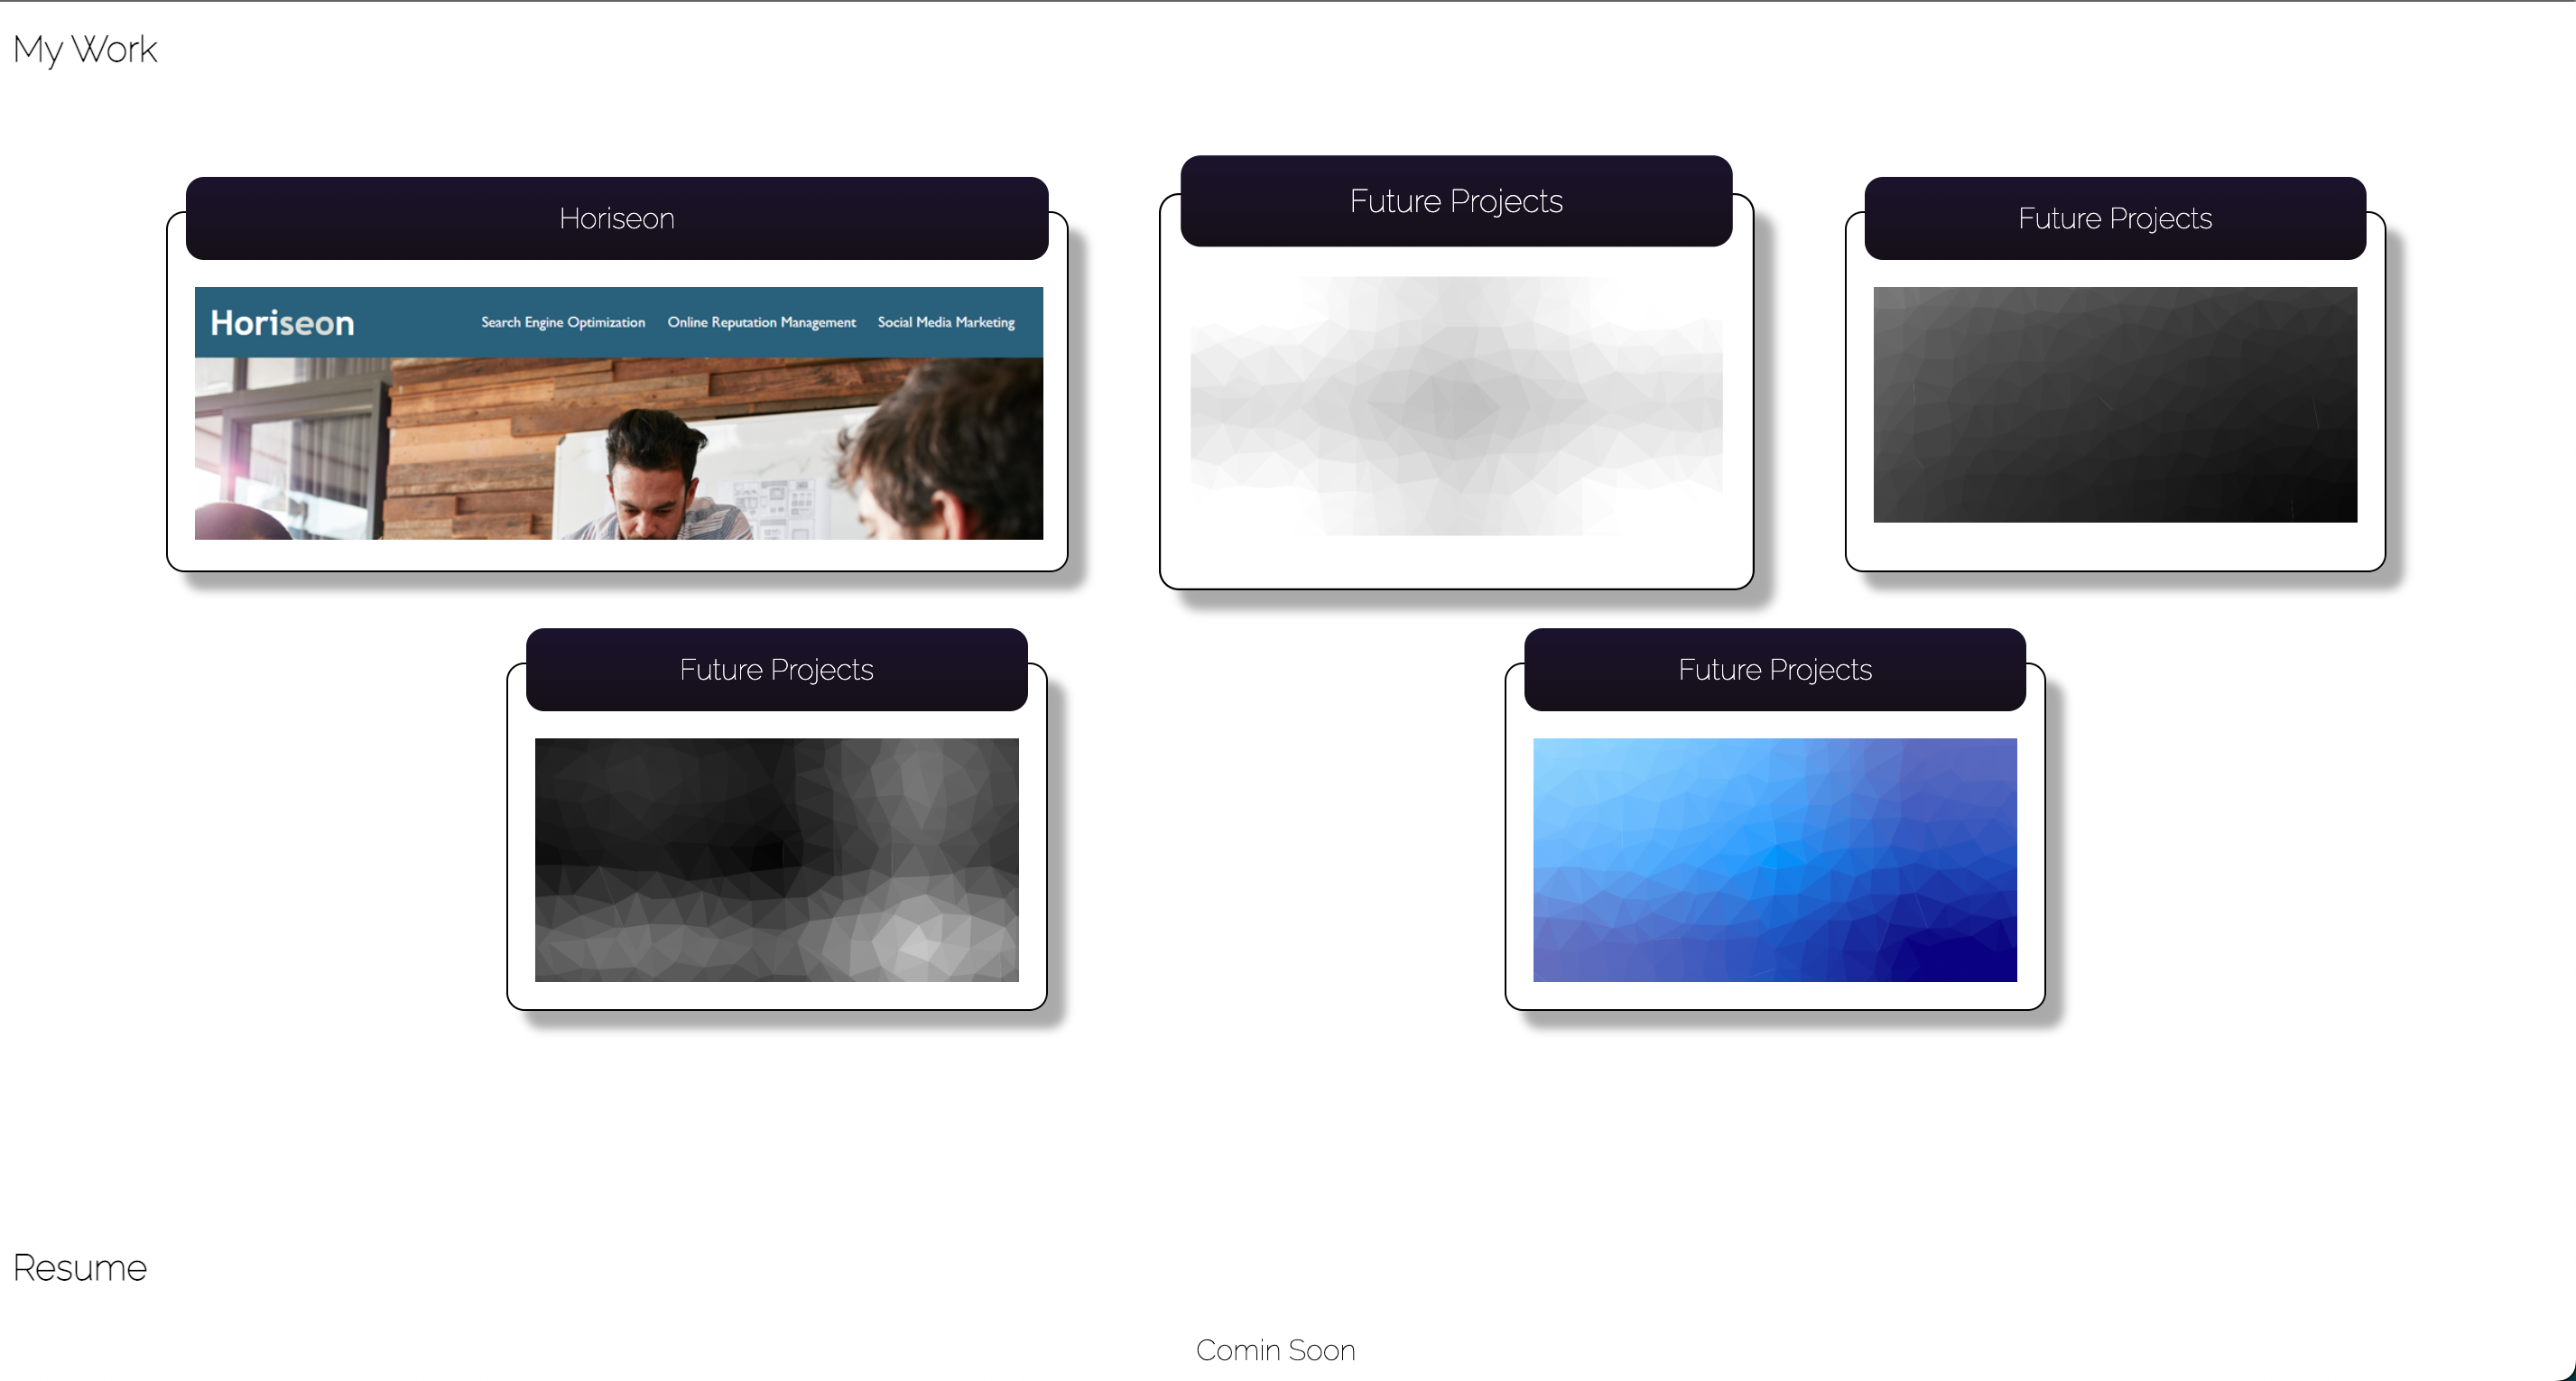 My Work
Horiseon
Horiseon Search Engine Optimization Online Reputation Management Social Media Marketing
Future Projects
Future Projects
Future Projects
Future Projects
Resume
Comin Soon